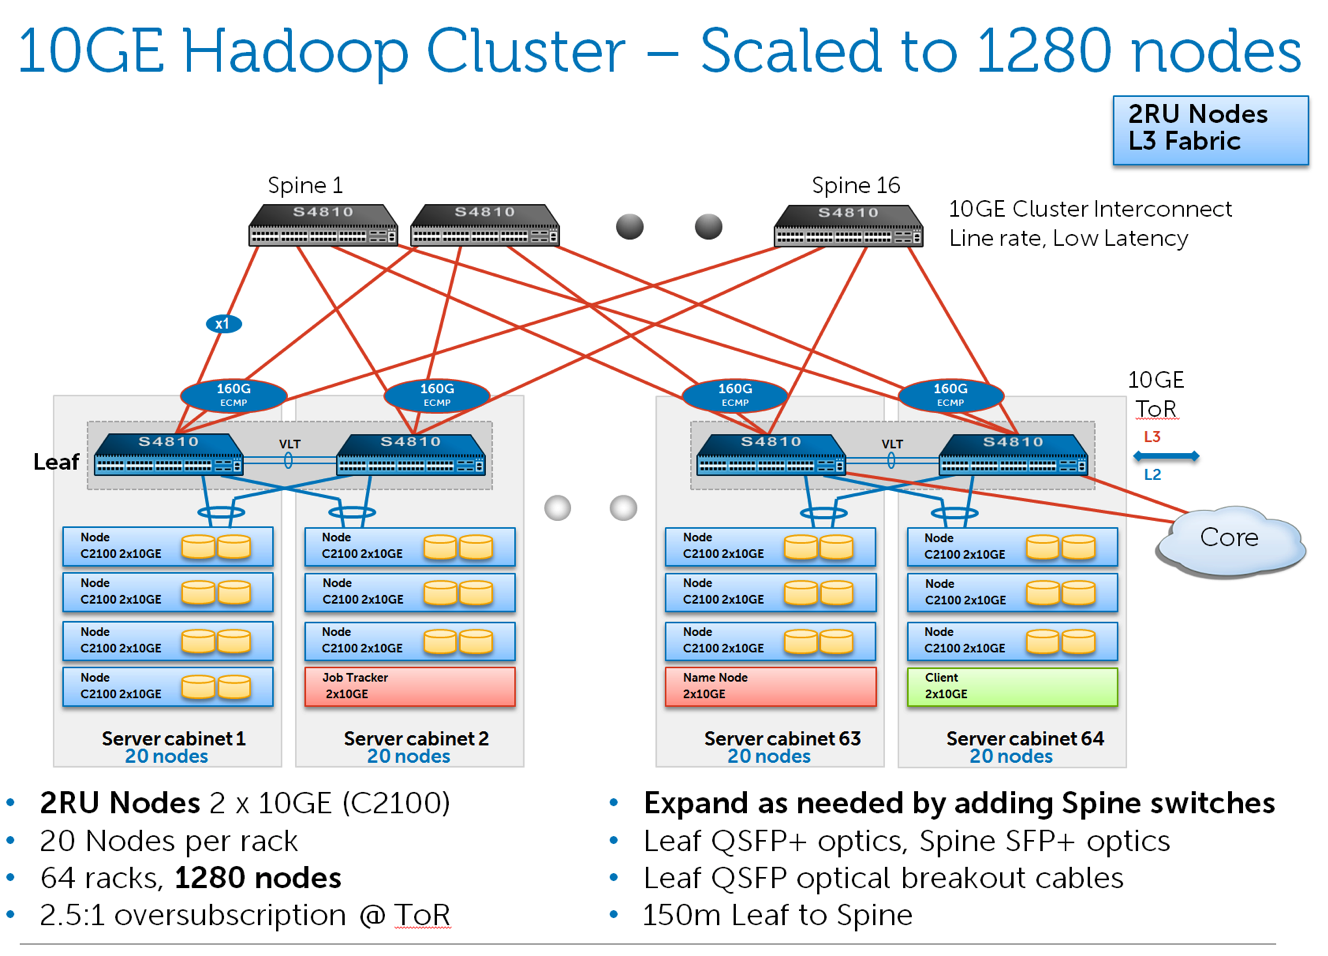 10GE Hadoop Cluster – Scaled to 1280 nodes
2RU Nodes
L3 Fabric
Spine 1
Spine 16
S4810
S4810
S4810
10GE Cluster Interconnect
Line rate, Low Latency
x1
160G
ECMP
160G
ECMP
160G
ECMP
160G
ECMP
10GE
ToR
L3
L2
Leaf
S4810
VLT
S4810
S4810
VLT
S4810
Core
Node
C2100 2x10GE
Node
C2100 2x10GE
Node
C2100 2x10GE
Node
C2100 2x10GE
Server cabinet 1
20 nodes
Node
C2100 2x10GE
Node
C2100 2x10GE
Node
C2100 2x10GE
Job Tracker
2x10GE
Server cabinet 2
20 nodes
Node
C2100 2x10GE
Node
C2100 2x10GE
Node
C2100 2x10GE
Name Node
2x10GE
Server cabinet 63
20 nodes
Node
C2100 2x10GE
Node
C2100 2x10GE
Node
C2100 2x10GE
Client
2x10GE
Server cabinet 64
20 nodes
• 2RU Nodes 2 x 10GE (C2100)
• 20 Nodes per rack
• 64 racks, 1280 nodes
• 2.5:1 oversubscription @ ToR
• Expand as needed by adding Spine switches
• Leaf QSFP+ optics, Spine SFP+ optics
• Leaf QSFP optical breakout cables
• 150m Leaf to Spine